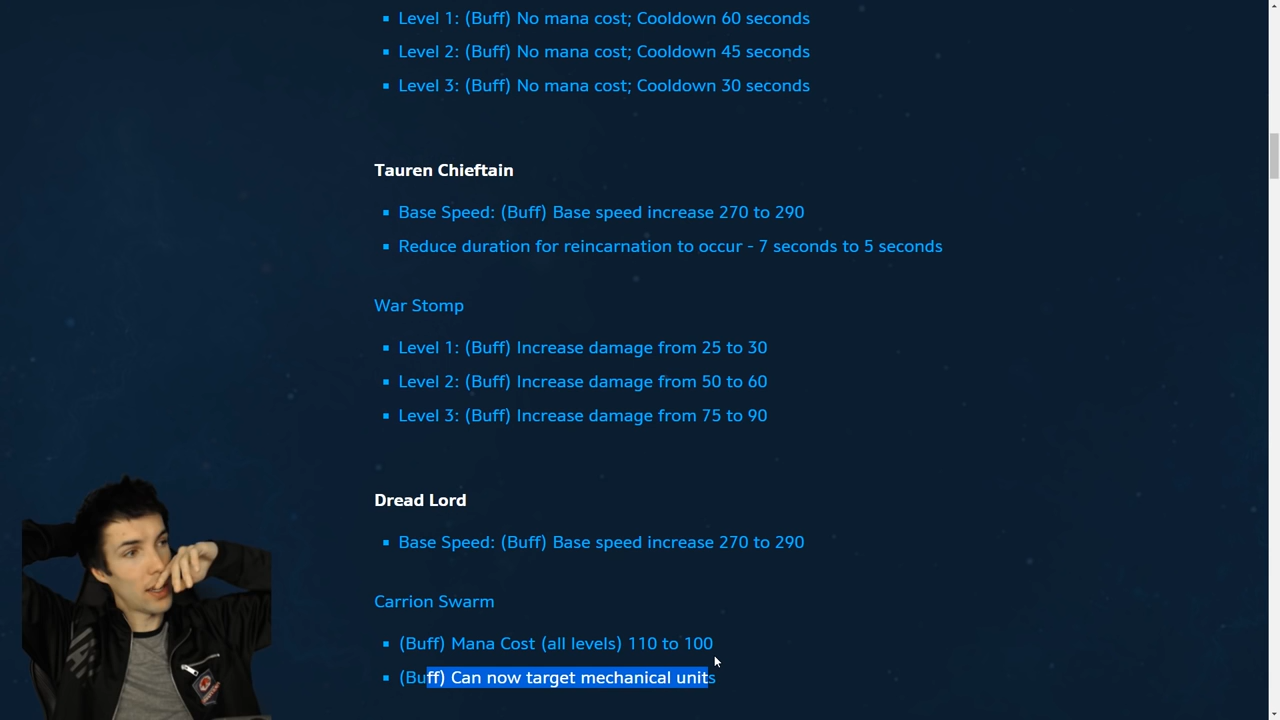 Level 1: (Buff) No mana cost; Cooldown 60 seconds
Level 2: (Buff) No mana cost; Cooldown 45 seconds
Level 3: (Buff) No mana cost; Cooldown 30 seconds
Tauren Chieftain
Base Speed: (Buff) Base speed increase 270 to 290
Reduce duration for reincarnation to occur - 7 seconds to 5 seconds
War Stomp
Level 1: (Buff) Increase damage from 25 to 30
Level 2: (Buff) Increase damage from 50 to 60
Level 3: (Buff) Increase damage from 75 to 90
Dread Lord
Base Speed: (Buff) Base speed increase 270 to 290
Carrion Swarm
(Buff) Mana Cost (all levels) 110 to 100
(Buff) Can now target mechanical units